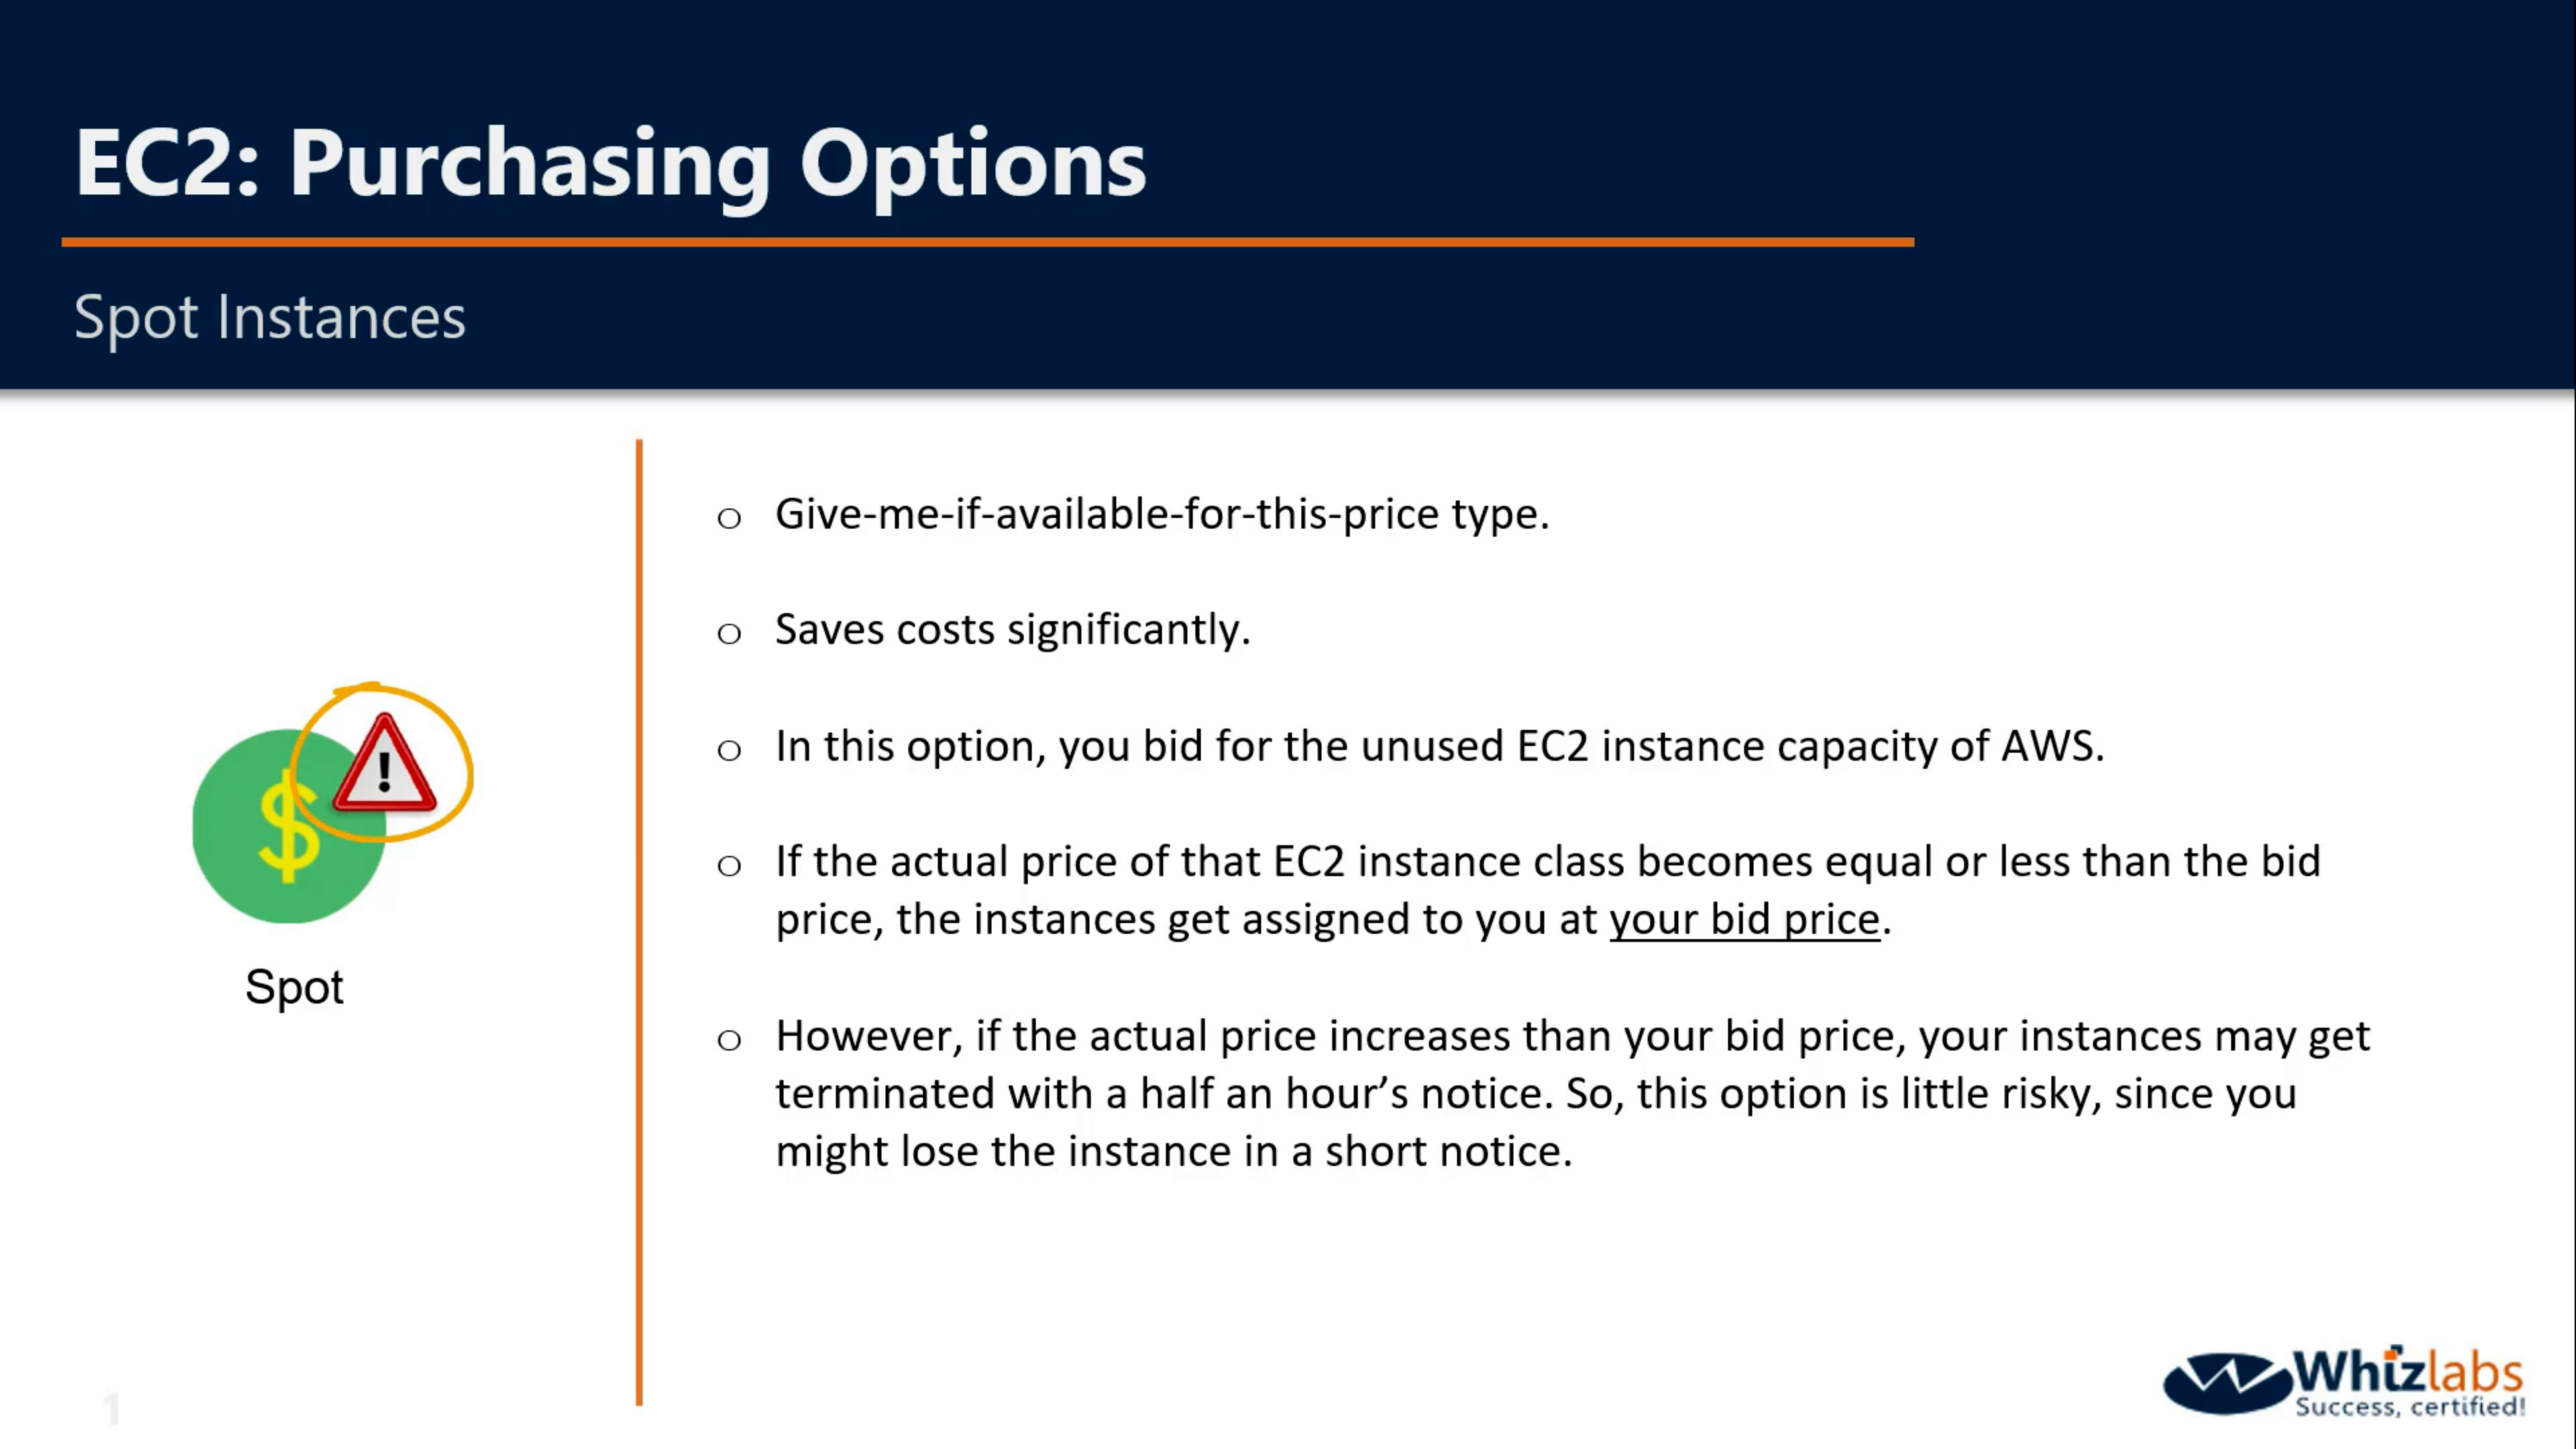 EC2: Purchasing Options
Spot Instances
o Give-me-if-available-for-this-price type.
o Saves costs significantly.
o In this option, you bid for the unused EC2 instance capacity of AWS.
o If the actual price of that EC2 instance class becomes equal or less than the bid
price, the instances get assigned to you at your bid price.
o However, if the actual price increases than your bid price, your instances may get
terminated with a half an hour’s notice. So, this option is little risky, since you
might lose the instance in a short notice.
$
!
Spot
1
Whizlabs
Success, certified!